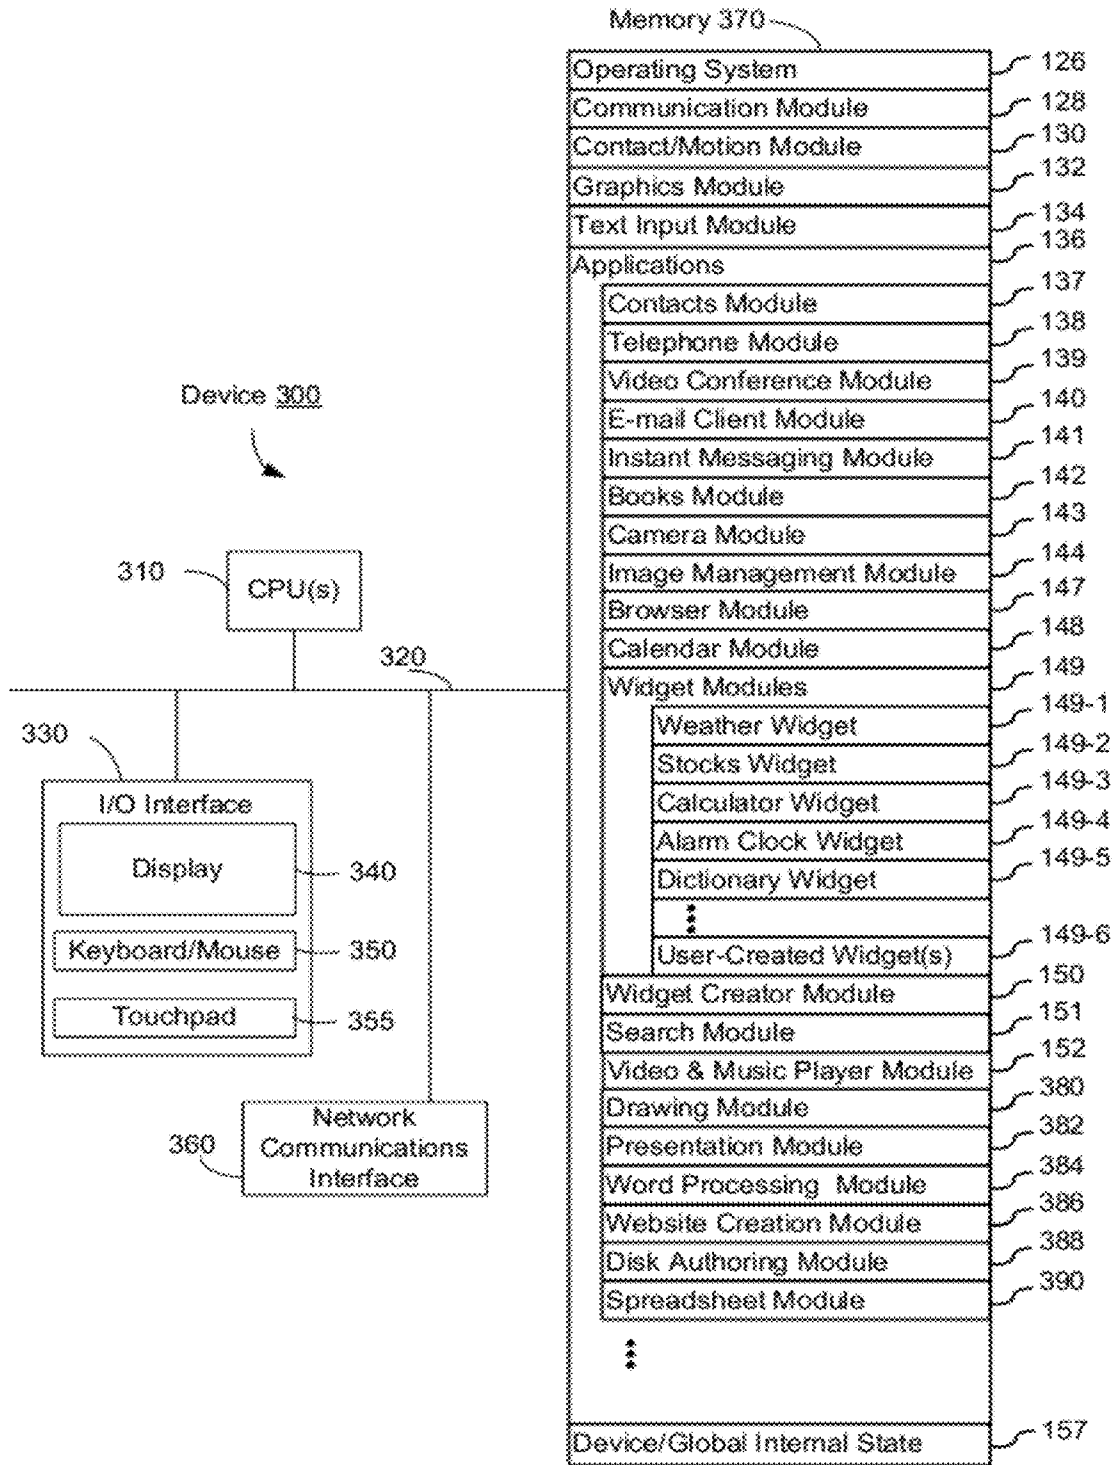 Memory 370
Operating System 126
Communication Module 128
Contact/Motion Module 130
Graphics Module 132
Text Input Module 134
Applications 136
Contacts Module 137
Telephone Module 138
Video Conference Module 139
E-mail Client Module 140
Instant Messaging Module 141
Books Module 142
Camera Module 143
Image Management Module 144
Browser Module 147
Calendar Module 148
Widget Modules 149
Weather Widget 149-1
Stocks Widget 149-2
Calculator Widget 149-3
Alarm Clock Widget 149-4
Dictionary Widget 149-5
User-Created Widget(s) 149-6
Widget Creator Module 150
Search Module 151
Video & Music Player Module 152
Drawing Module 380
Presentation Module 382
Word Processing Module 384
Website Creation Module 386
Disk Authoring Module 388
Spreadsheet Module 390
Device/Global Internal State 157
Device 300
310
CPU(s)
320
330
I/O Interface
Display 340
Keyboard/Mouse 350
Touchpad 355
360
Network
Communications
Interface